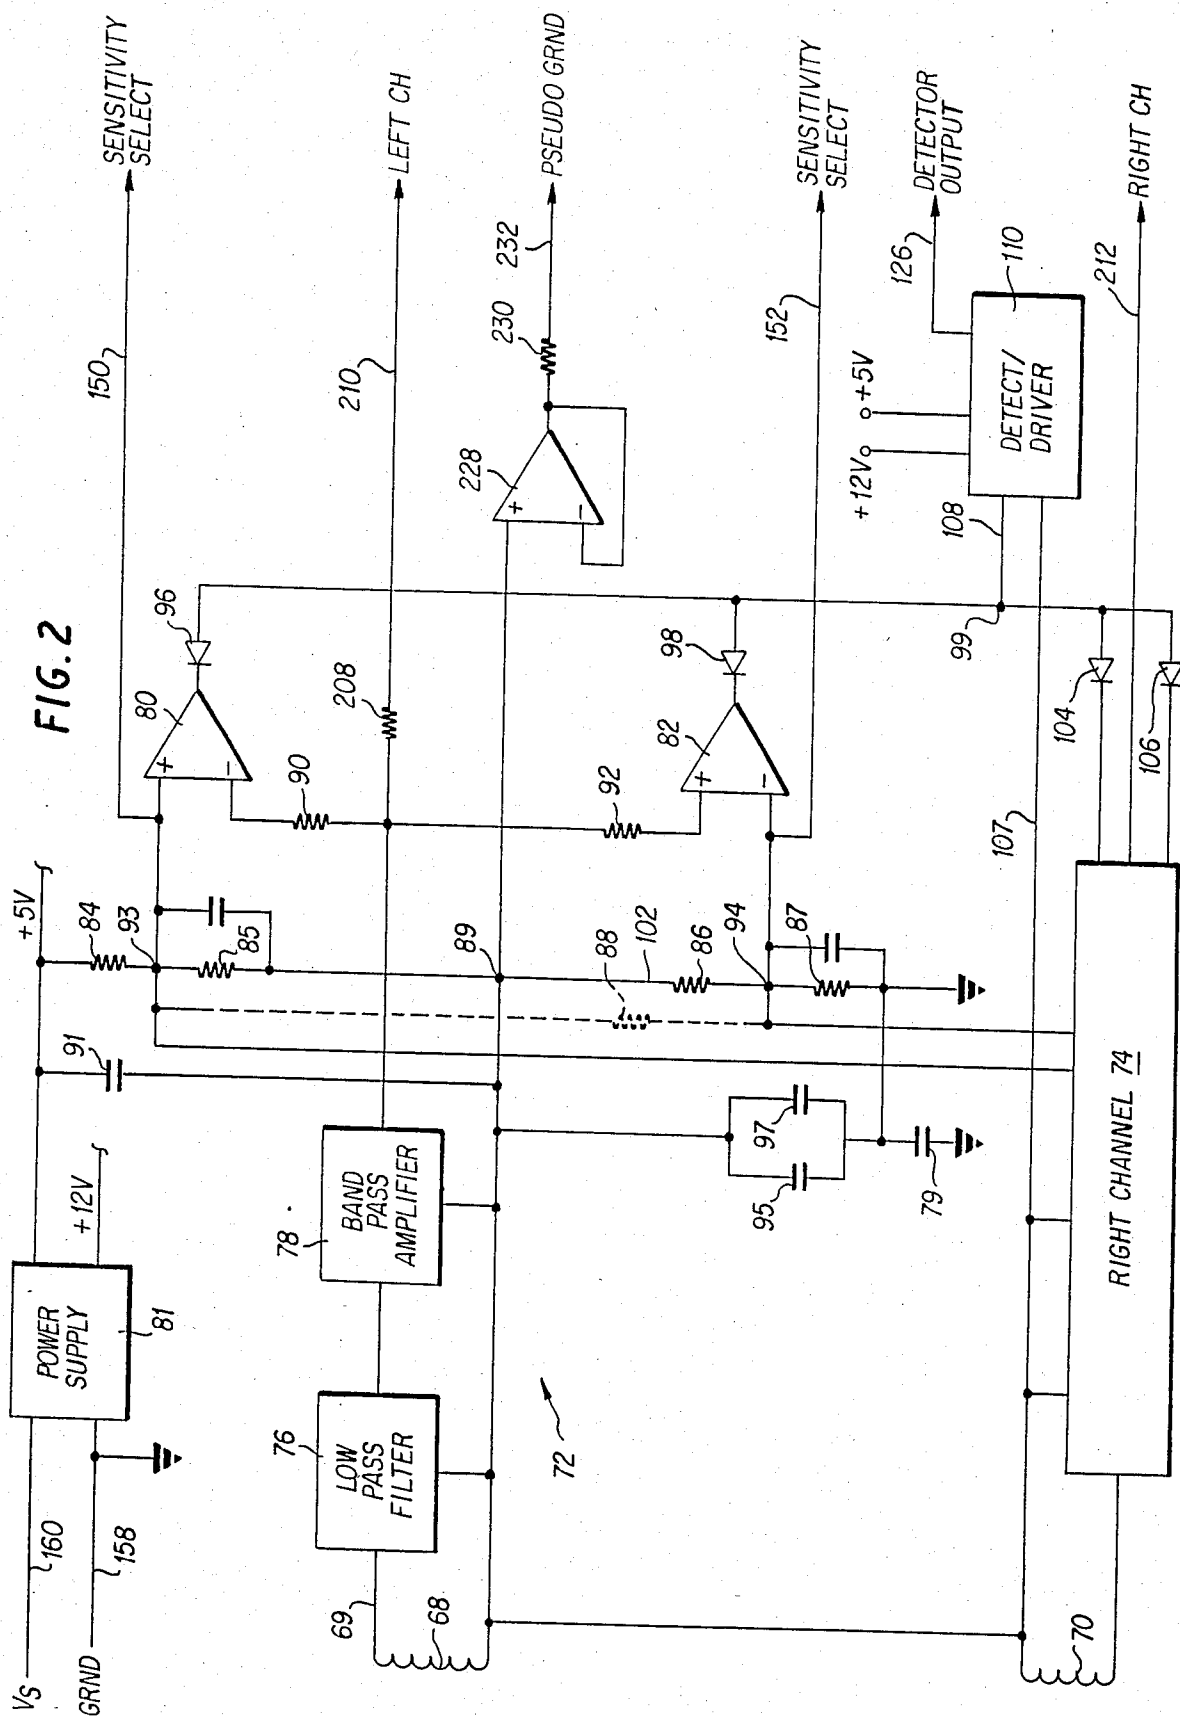 FIG. 2
VS
160
GRND
158
POWER
SUPPLY
81
+5V
+12V
91
84
93
85
150
SENSITIVITY
SELECT
80
+
−
96
90
69
68
LOW
PASS
FILTER
76
BAND
PASS
AMPLIFIER
78
208
210
LEFT CH
89
228
+
−
230
232
PSEUDO GRND
72
102
88
86
94
87
92
82
+
−
98
152
SENSITIVITY
SELECT
95
97
79
99
108
+12V
+5V
DETECT/
DRIVER
110
126
DETECTOR
OUTPUT
107
104
106
70
RIGHT CHANNEL 74
212
RIGHT CH